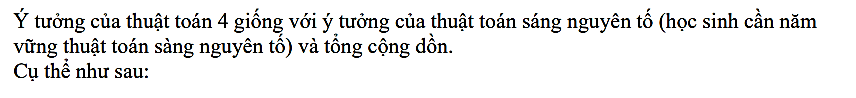 Ý tưởng của thuật toán 4 giống với ý tưởng của thuật toán sáng nguyên tố (học sinh cần năm
vững thuật toán sàng nguyên tố) và tổng cộng dồn.
Cụ thể như sau: